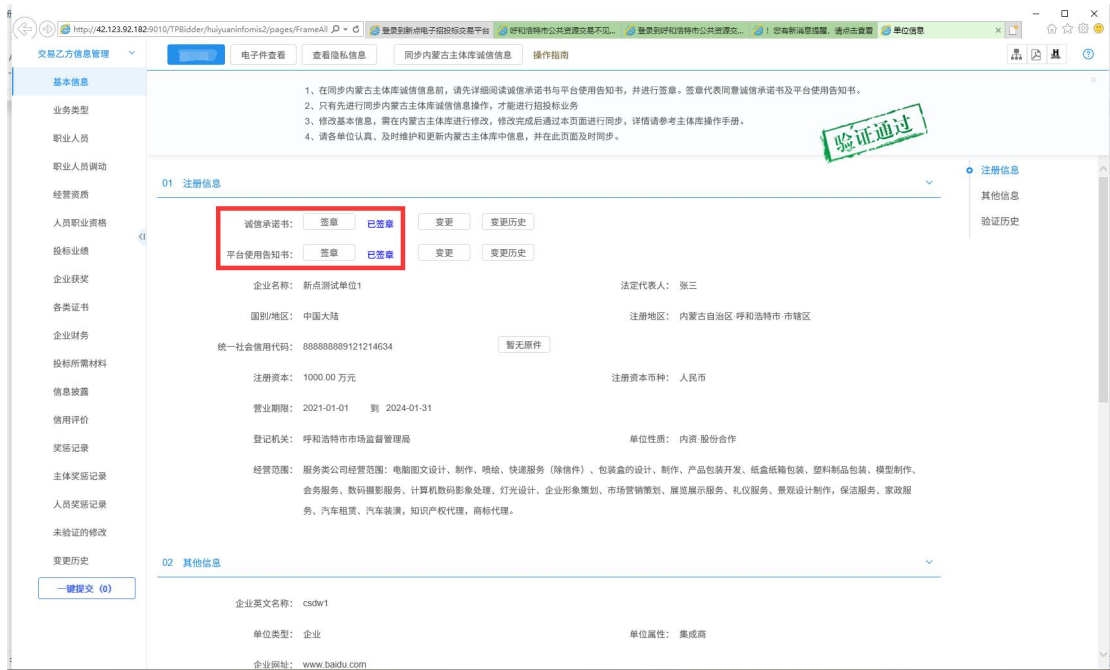 http://42.123.92.182:9010/TPBidder/huiyuaninfomis2/pages/FrameAll
登录到新点电子招投标交易平台
呼和浩特市公共资源交易不见...
登录到呼和浩特市公共资源交...
！您有新消息提醒，请点击查看
单位信息
交易乙方信息管理
电子件查看
查看隐私信息
同步内蒙古主体库诚信信息
操作指南
基本信息
业务类型
职业人员
职业人员调动
经营资质
人员职业资格
投标业绩
企业获奖
各类证书
企业财务
投标所需材料
信息披露
信用评价
奖惩记录
主体奖惩记录
人员奖惩记录
未验证的修改
变更历史
一键提交（0）
1、在同步内蒙古主体库诚信信息前，请先详细阅读诚信承诺书与平台使用告知书，并进行签章。签章代表同意诚信承诺书及平台使用告知书。
2、只有先进行同步内蒙古主体库诚信信息操作，才能进行招投标业务
3、修改基本信息，需在内蒙古主体库进行修改，修改完成后通过本页面进行同步，详情请参考主体库操作手册。
4、请各单位认真、及时维护和更新内蒙古主体库中信息，并在此页面及时同步。
验证通过
注册信息
其他信息
验证历史
01 注册信息
诚信承诺书： 签章 已签章 变更 变更历史
平台使用告知书： 签章 已签章 变更 变更历史
企业名称： 新点测试单位1 法定代表人： 张三
国别/地区： 中国大陆 注册地区： 内蒙古自治区·呼和浩特市·市辖区
统一社会信用代码： 888888889121214634 暂无原件
注册资本： 1000.00 万元 注册资本币种： 人民币
营业期限： 2021-01-01 到 2024-01-31
登记机关： 呼和浩特市市场监督管理局 单位性质： 内资·股份合作
经营范围： 服务类公司经营范围：电脑图文设计、制作、喷绘、快递服务（除信件）、包装盒的设计、制作、产品包装开发、纸盒纸箱包装、塑料制品包装、模型制作、
会务服务、数码摄影服务、计算机数码影象处理、灯光设计、企业形象策划、市场营销策划、展览展示服务、礼仪服务、景观设计制作，保洁服务、家政服
务、汽车租赁、汽车装潢，知识产权代理，商标代理。
02 其他信息
企业英文名称： csdw1
单位类型： 企业 单位属性： 集成商
企业网址： www.baidu.com